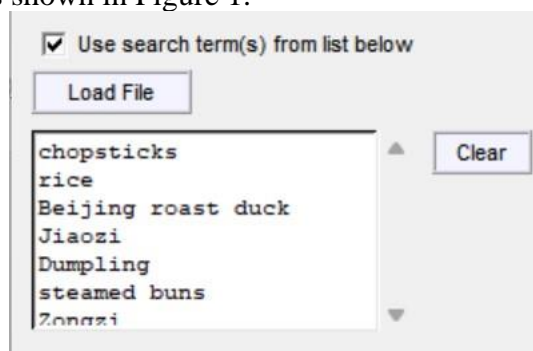 shown in Figure 1.
Use search term(s) from list below
Load File
chopsticks
Clear
rice
Beijing roast duck
Jiaozi
Dumpling
steamed buns
Zongzi